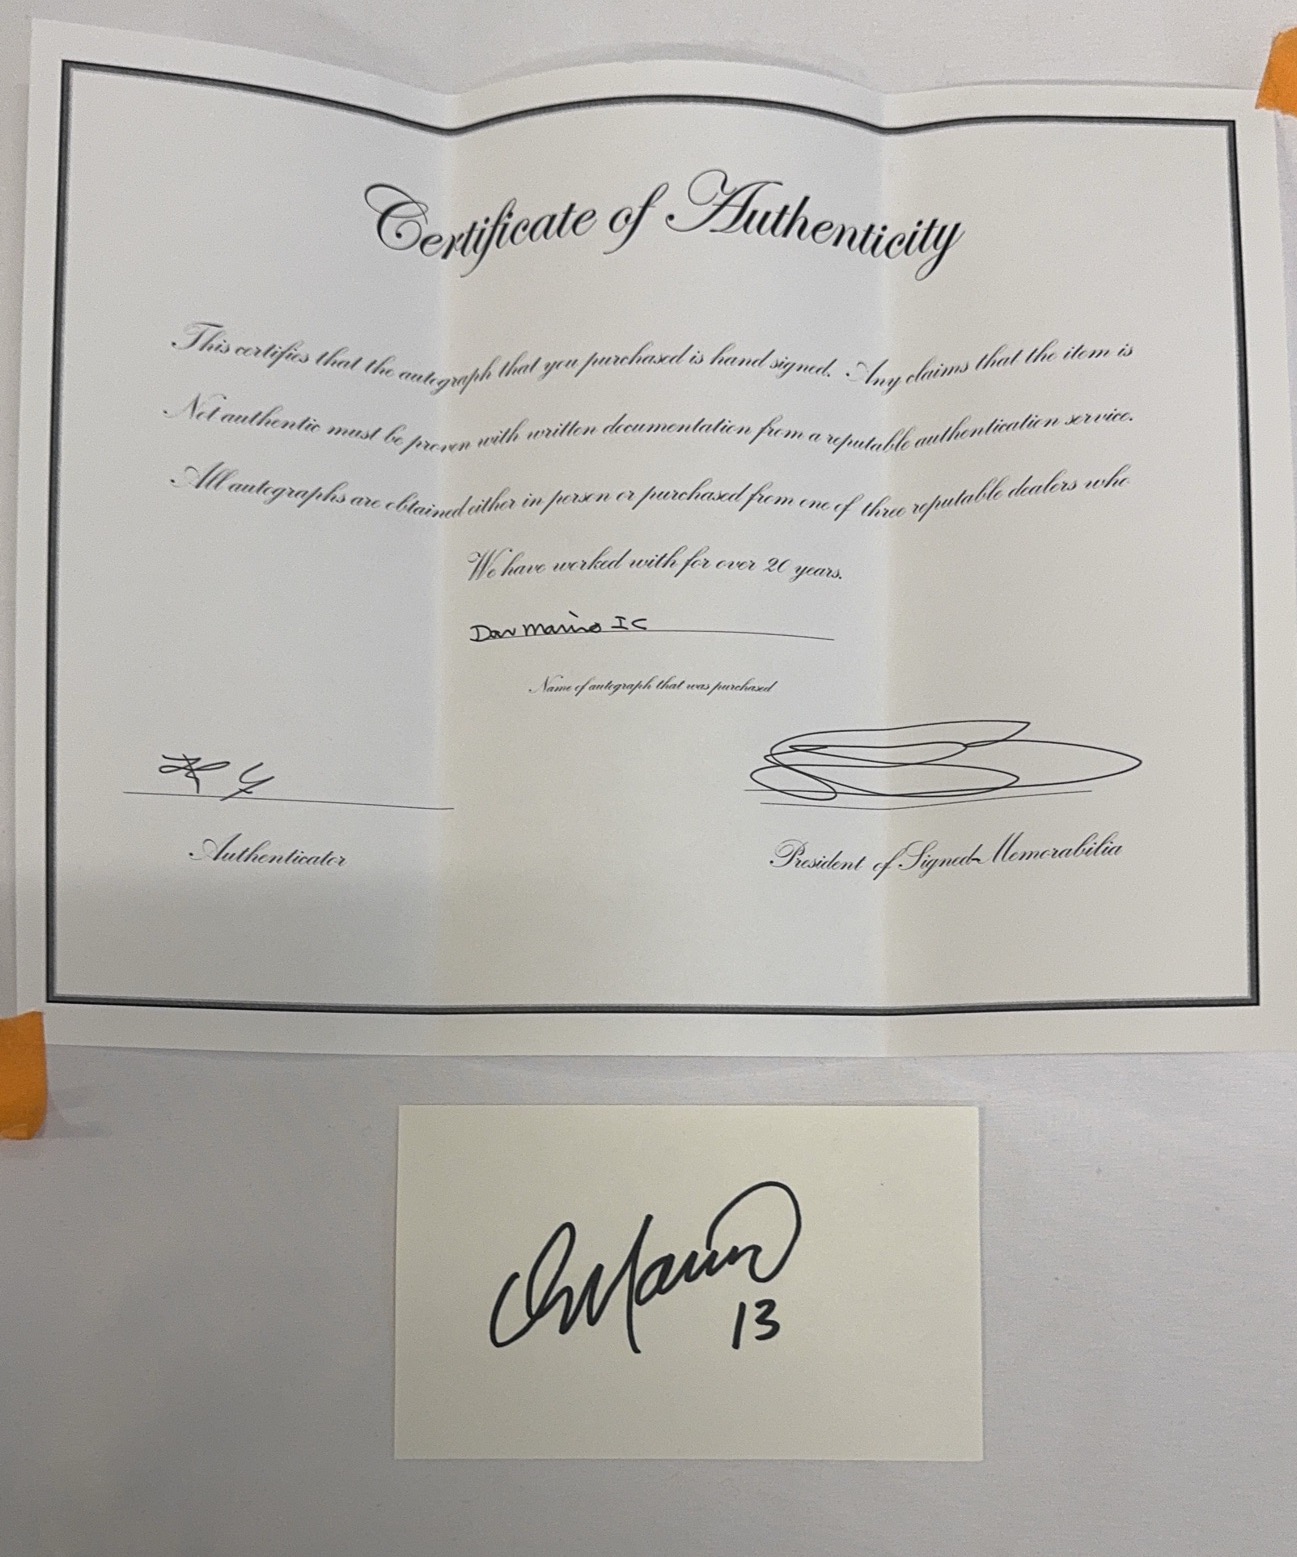 Certificate of Authenticity
This certifies that the autograph that you purchased is hand signed. Any claims that the item is
Not authentic must be proven with written documentation from a reputable authentication service.
All autographs are obtained either in person or purchased from one of three reputable dealers who
We have worked with for over 20 years.
Dan Marino IC
Name of autograph that was purchased
Authenticator
President of Signed Memorabilia
Dan Marino
13